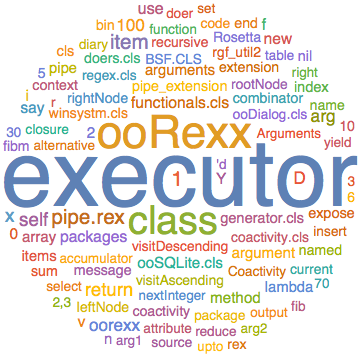 use doer set
bin 100 code end f
diary function Rosetta new
cls item recursive rgf_util2 table nil
5 pipe doers.cls BSF.CLS arguments extension right
context regex.cls pipe_extension rootNode index
i rightNode functionals.cls combinator name
say r winsystm.cls ooRexx ooDialog.cls arg
30 closure 2 Arguments 10
fibm alternative 'd yield
executor 1 Y D 3
6
x self pipe.rex class generator.cls expose
0 array packages coactivity.cls insert
visitDescending argument named
items accumulator ooSQLite.cls Coactivity current
sum message visitAscending lambda 70
select return nextInteger method
2,3 leftNode coactivity package output fib
v oorexx attribute reduce arg2
n arg1 source upto rex